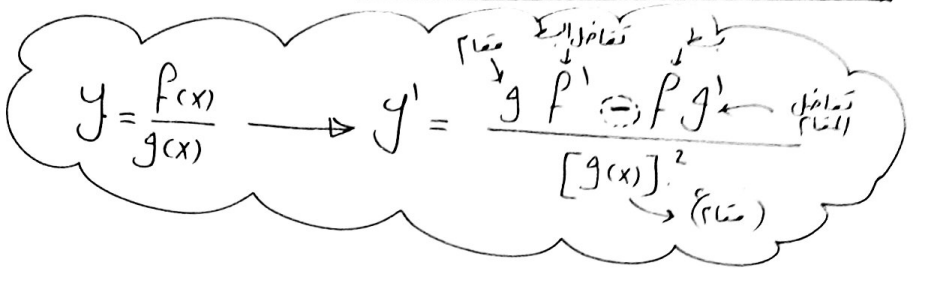 مقام تفاضل البسط بسط
y = f(x) / g(x) → y' = (g f' - f g') / [g(x)]²
تفاضل المقام
(مقام)²